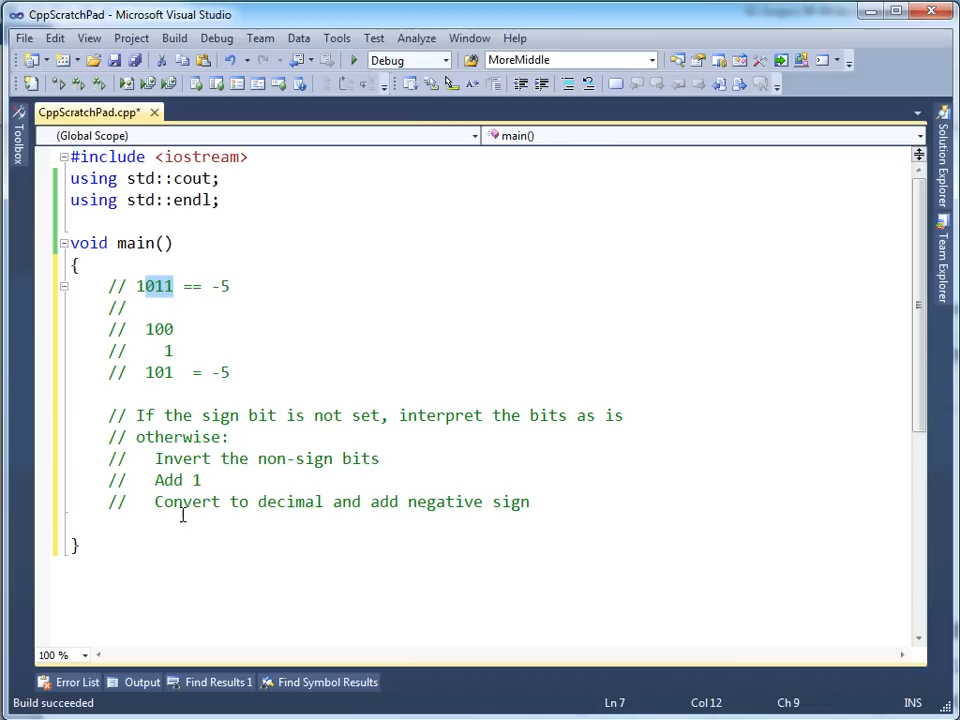 CppScratchPad - Microsoft Visual Studio
File Edit View Project Build Debug Team Data Tools Test Analyze Window Help
Debug MoreMiddle
CppScratchPad.cpp*
(Global Scope) main()
#include <iostream>
using std::cout;
using std::endl;
void main()
{
// 1011 == -5
//
// 100
// 1
// 101 = -5
// If the sign bit is not set, interpret the bits as is
// otherwise:
// Invert the non-sign bits
// Add 1
// Convert to decimal and add negative sign
}
100 %
Error List Output Find Results 1 Find Symbol Results
Build succeeded Ln 7 Col 12 Ch 9 INS
Toolbox
Solution Explorer
Team Explorer